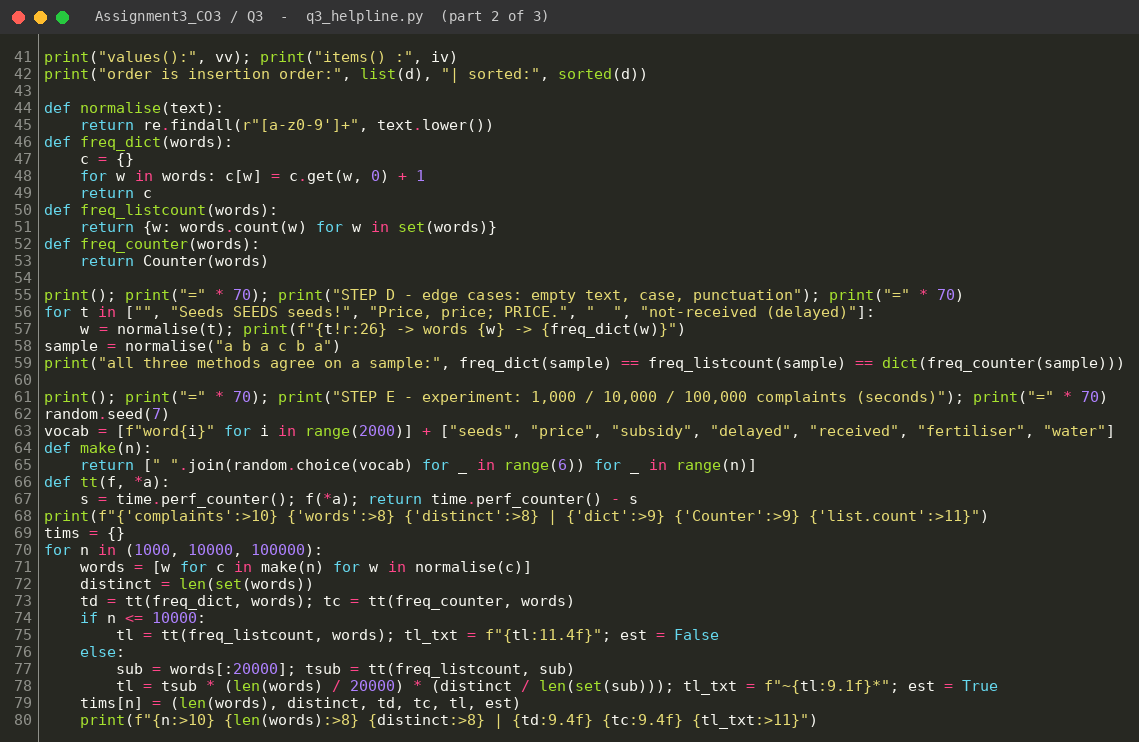 Assignment3_CO3 / Q3  -  q3_helpline.py  (part 2 of 3)
41 print("values():", vv); print("items() :", iv)
42 print("order is insertion order:", list(d), "| sorted:", sorted(d))
43
44 def normalise(text):
45     return re.findall(r"[a-z0-9']+", text.lower())
46 def freq_dict(words):
47     c = {}
48     for w in words: c[w] = c.get(w, 0) + 1
49     return c
50 def freq_listcount(words):
51     return {w: words.count(w) for w in set(words)}
52 def freq_counter(words):
53     return Counter(words)
54
55 print(); print("=" * 70); print("STEP D - edge cases: empty text, case, punctuation"); print("=" * 70)
56 for t in ["", "Seeds SEEDS seeds!", "Price, price; PRICE.", "  ", "not-received (delayed)"]:
57     w = normalise(t); print(f"{t!r:26} -> words {w} -> {freq_dict(w)}")
58 sample = normalise("a b a c b a")
59 print("all three methods agree on a sample:", freq_dict(sample) == freq_listcount(sample) == dict(freq_counter(sample)))
60
61 print(); print("=" * 70); print("STEP E - experiment: 1,000 / 10,000 / 100,000 complaints (seconds)"); print("=" * 70)
62 random.seed(7)
63 vocab = [f"word{i}" for i in range(2000)] + ["seeds", "price", "subsidy", "delayed", "received", "fertiliser", "water"]
64 def make(n):
65     return [" ".join(random.choice(vocab) for _ in range(6)) for _ in range(n)]
66 def tt(f, *a):
67     s = time.perf_counter(); f(*a); return time.perf_counter() - s
68 print(f"{'complaints':>10} {'words':>8} {'distinct':>8} | {'dict':>9} {'Counter':>9} {'list.count':>11}")
69 tims = {}
70 for n in (1000, 10000, 100000):
71     words = [w for c in make(n) for w in normalise(c)]
72     distinct = len(set(words))
73     td = tt(freq_dict, words); tc = tt(freq_counter, words)
74     if n <= 10000:
75         tl = tt(freq_listcount, words); tl_txt = f"{tl:11.4f}"; est = False
76     else:
77         sub = words[:20000]; tsub = tt(freq_listcount, sub)
78         tl = tsub * (len(words) / 20000) * (distinct / len(set(sub))); tl_txt = f"~{tl:9.1f}*"; est = True
79     tims[n] = (len(words), distinct, td, tc, tl, est)
80     print(f"{n:>10} {len(words):>8} {distinct:>8} | {td:9.4f} {tc:9.4f} {tl_txt:>11}")